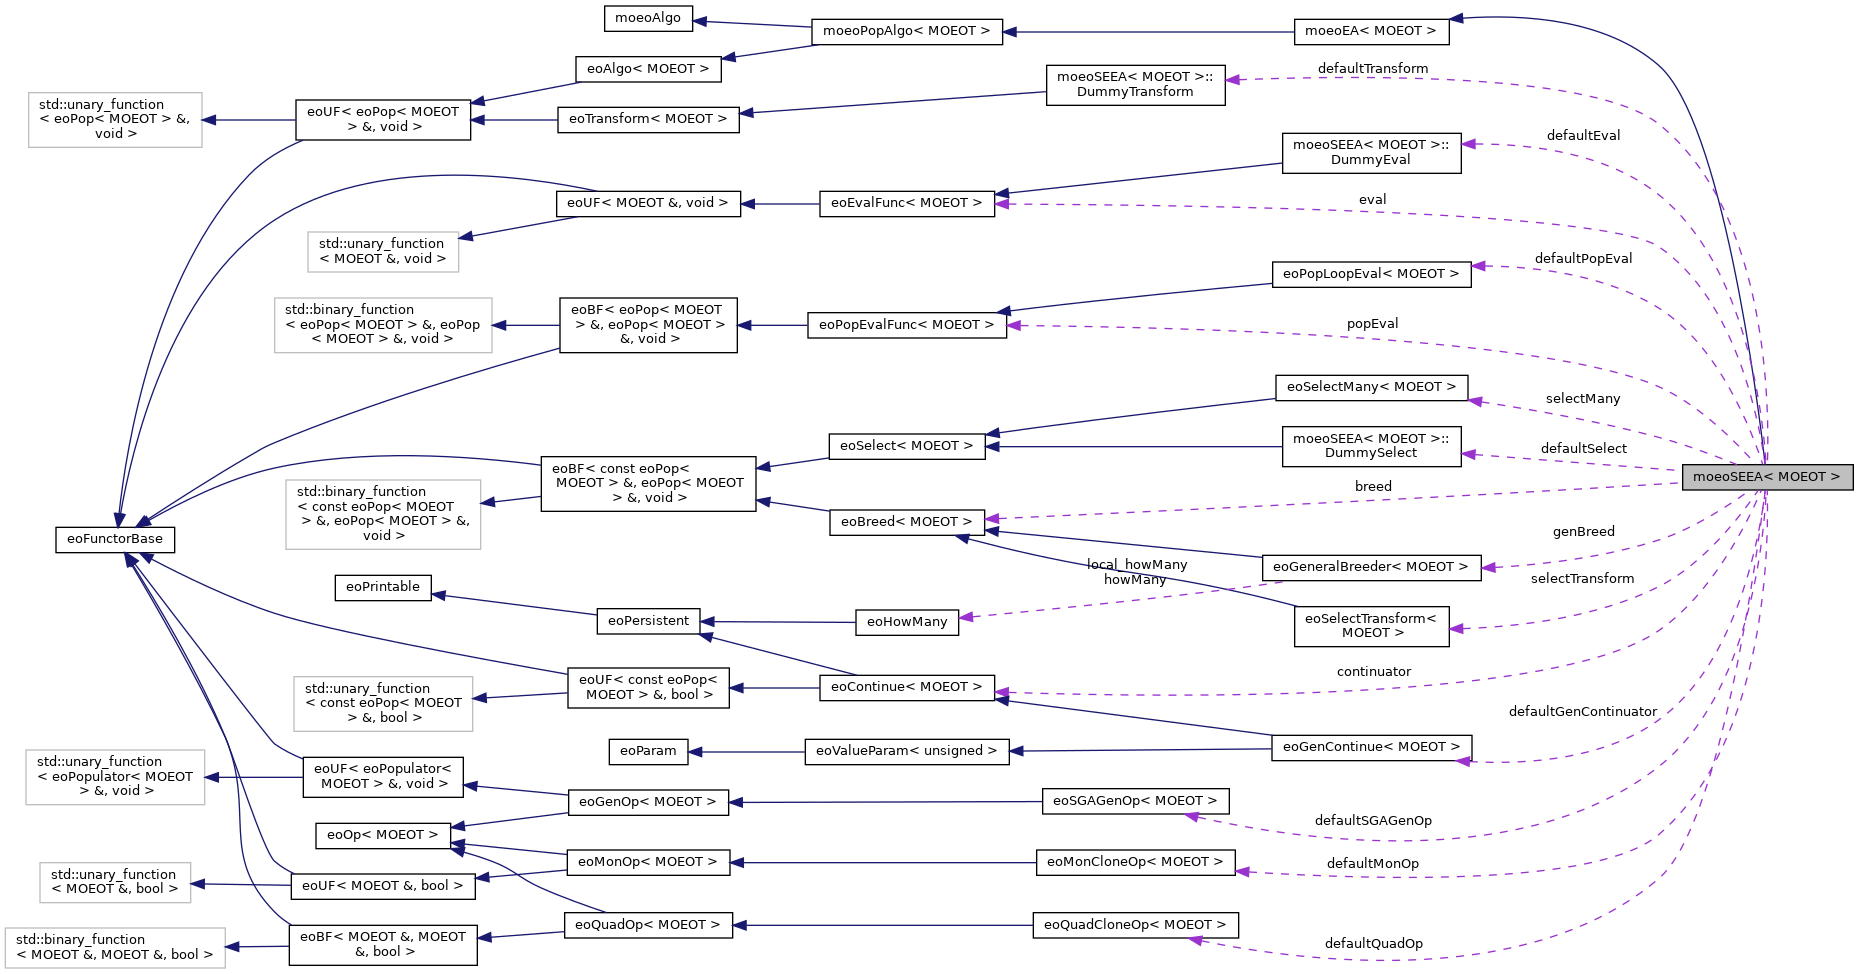 moeoAlgo
moeoPopAlgo< MOEOT >
moeoEA< MOEOT >
eoAlgo< MOEOT >
defaultTransform
moeoSEEA< MOEOT >::
DummyTransform
std::unary_function
< eoPop< MOEOT > &,
void >
eoUF< eoPop< MOEOT
> &, void >
eoTransform< MOEOT >
defaultEval
moeoSEEA< MOEOT >::
DummyEval
eoUF< MOEOT &, void >
eoEvalFunc< MOEOT >
eval
std::unary_function
< MOEOT &, void >
defaultPopEval
eoPopLoopEval< MOEOT >
std::binary_function
< eoPop< MOEOT > &, eoPop
< MOEOT > &, void >
eoBF< eoPop< MOEOT
> &, eoPop< MOEOT >
&, void >
eoPopEvalFunc< MOEOT >
popEval
eoSelectMany< MOEOT >
selectMany
eoSelect< MOEOT >
moeoSEEA< MOEOT >::
DummySelect
defaultSelect
eoBF< const eoPop<
MOEOT > &, eoPop< MOEOT
> &, void >
moeoSEEA< MOEOT >
breed
std::binary_function
< const eoPop< MOEOT
> &, eoPop< MOEOT > &,
void >
eoBreed< MOEOT >
genBreed
eoFunctorBase
local_howMany
howMany
eoGeneralBreeder< MOEOT >
selectTransform
eoPrintable
eoPersistent
eoHowMany
eoSelectTransform<
MOEOT >
continuator
eoUF< const eoPop<
MOEOT > &, bool >
eoContinue< MOEOT >
std::unary_function
< const eoPop< MOEOT
> &, bool >
defaultGenContinuator
eoParam
eoValueParam< unsigned >
eoGenContinue< MOEOT >
std::unary_function
< eoPopulator< MOEOT
> &, void >
eoUF< eoPopulator<
MOEOT > &, void >
eoGenOp< MOEOT >
eoSGAGenOp< MOEOT >
defaultSGAGenOp
eoOp< MOEOT >
eoMonOp< MOEOT >
eoMonCloneOp< MOEOT >
defaultMonOp
std::unary_function
< MOEOT &, bool >
eoUF< MOEOT &, bool >
eoQuadOp< MOEOT >
eoQuadCloneOp< MOEOT >
defaultQuadOp
std::binary_function
< MOEOT &, MOEOT &, bool >
eoBF< MOEOT &, MOEOT
&, bool >